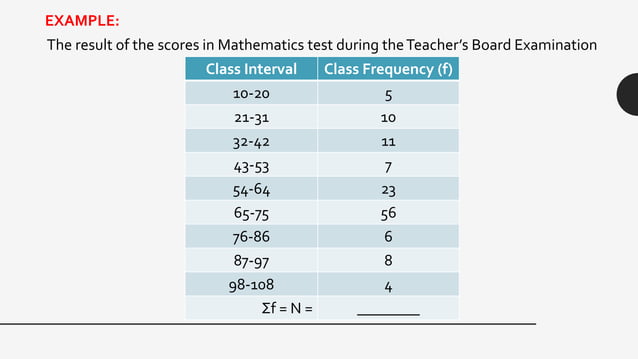 EXAMPLE:
The result of the scores in Mathematics test during the Teacher's Board Examination
Class Interval Class Frequency (f)
10-20 5
21-31 10
32-42 11
43-53 7
54-64 23
65-75 56
76-86 6
87-97 8
98-108 4
Σf = N = ________